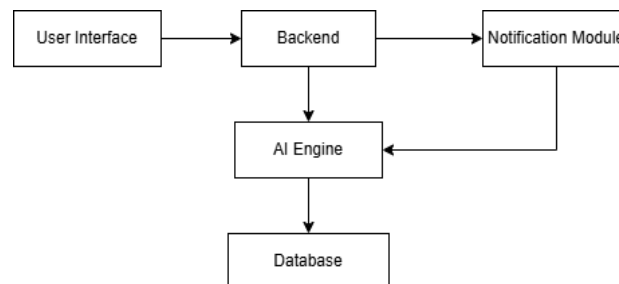 User Interface
Backend
Notification Module
AI Engine
Database